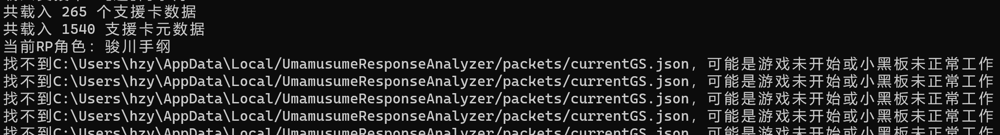 共载入 265 个支援卡数据
共载入 1540 支援卡元数据
当前RP角色：骏川手纲
找不到C:\Users\hzy\AppData\Local/UmamusumeResponseAnalyzer/packets/currentGS.json，可能是游戏未开始或小黑板未正常工作
找不到C:\Users\hzy\AppData\Local/UmamusumeResponseAnalyzer/packets/currentGS.json，可能是游戏未开始或小黑板未正常工作
找不到C:\Users\hzy\AppData\Local/UmamusumeResponseAnalyzer/packets/currentGS.json，可能是游戏未开始或小黑板未正常工作
找不到C:\Users\hzy\AppData\Local/UmamusumeResponseAnalyzer/packets/currentGS.json，可能是游戏未开始或小黑板未正常工作
找不到C:\Users\hzy\AppData\Local/UmamusumeResponseAnalyzer/packets/currentGS.json，可能是游戏未开始或小黑板未正常工作